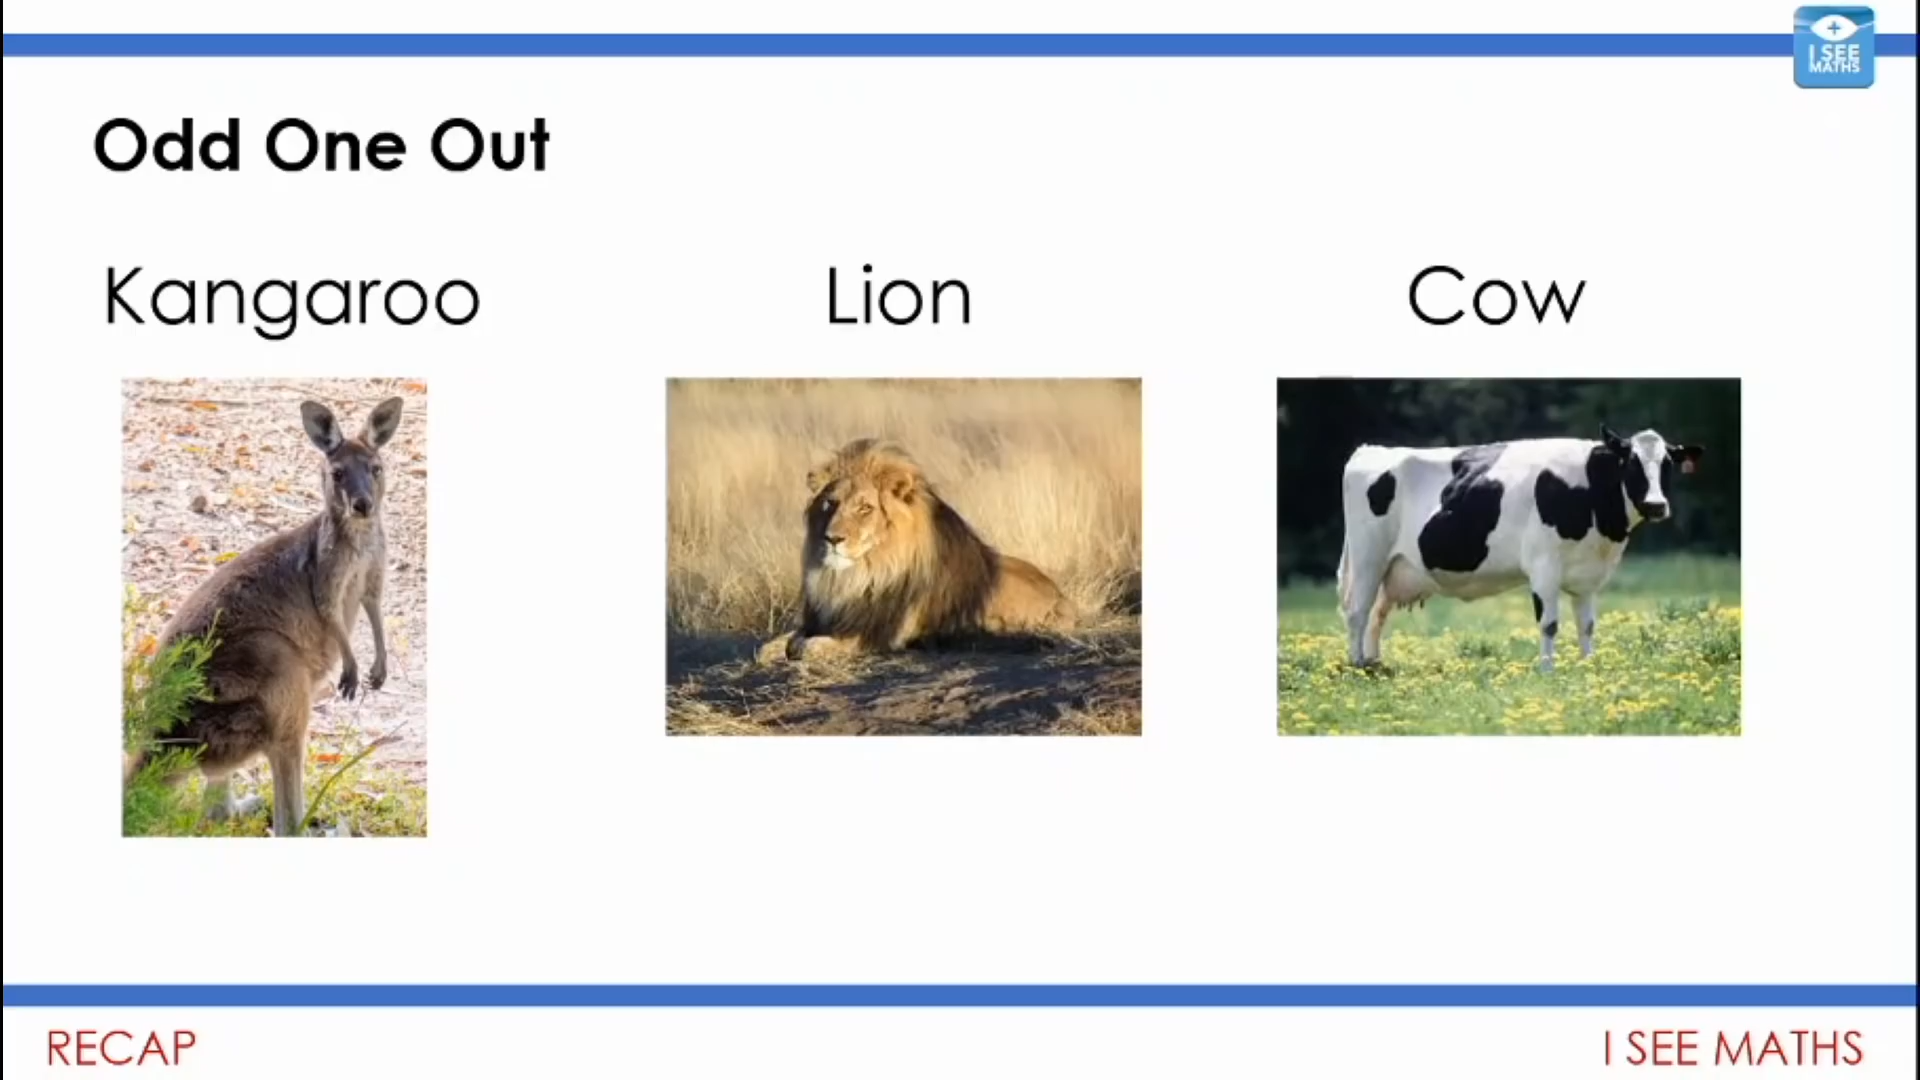 I SEE
MATHS
Odd One Out
Kangaroo Lion Cow
RECAP I SEE MATHS